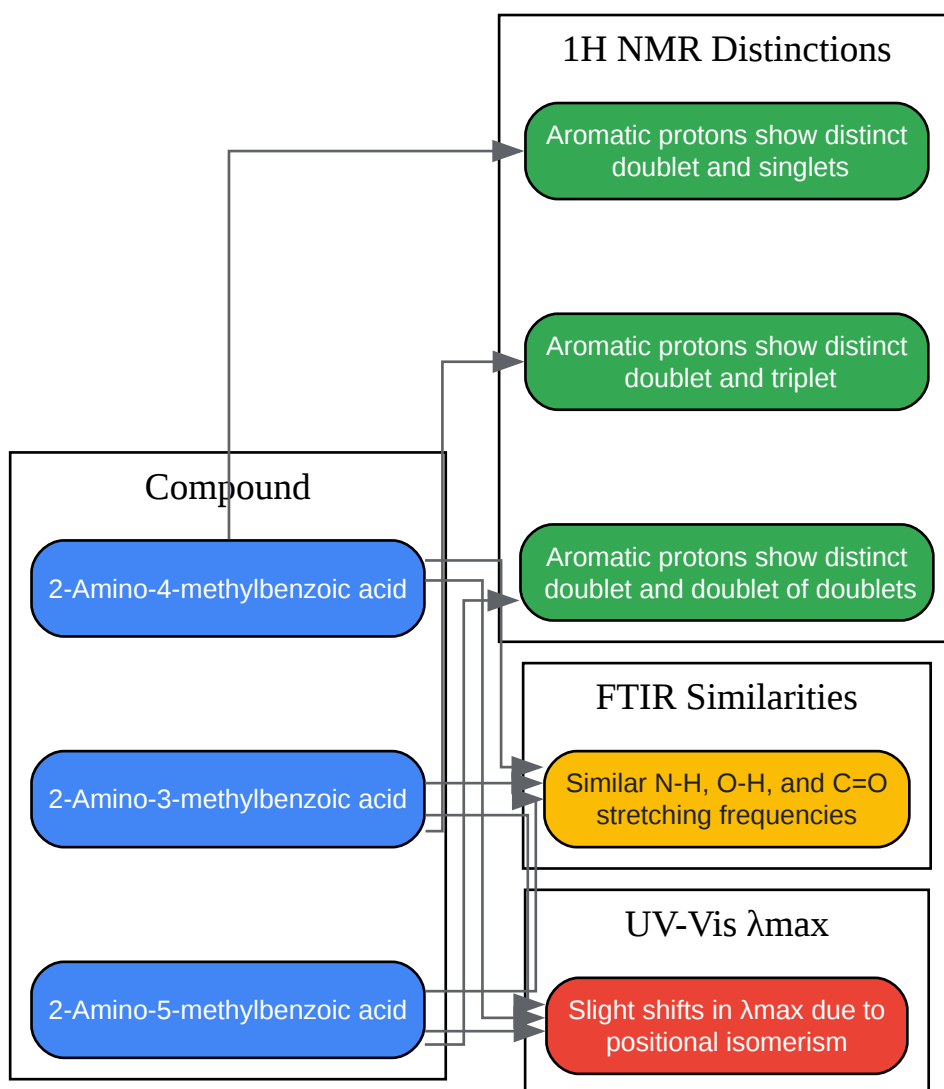 1H NMR Distinctions
Aromatic protons show distinct
doublet and singlets
Aromatic protons show distinct
doublet and triplet
Aromatic protons show distinct
doublet and doublet of doublets
Compound
2-Amino-4-methylbenzoic acid
2-Amino-3-methylbenzoic acid
2-Amino-5-methylbenzoic acid
FTIR Similarities
Similar N-H, O-H, and C=O
stretching frequencies
UV-Vis λmax
Slight shifts in λmax due to
positional isomerism